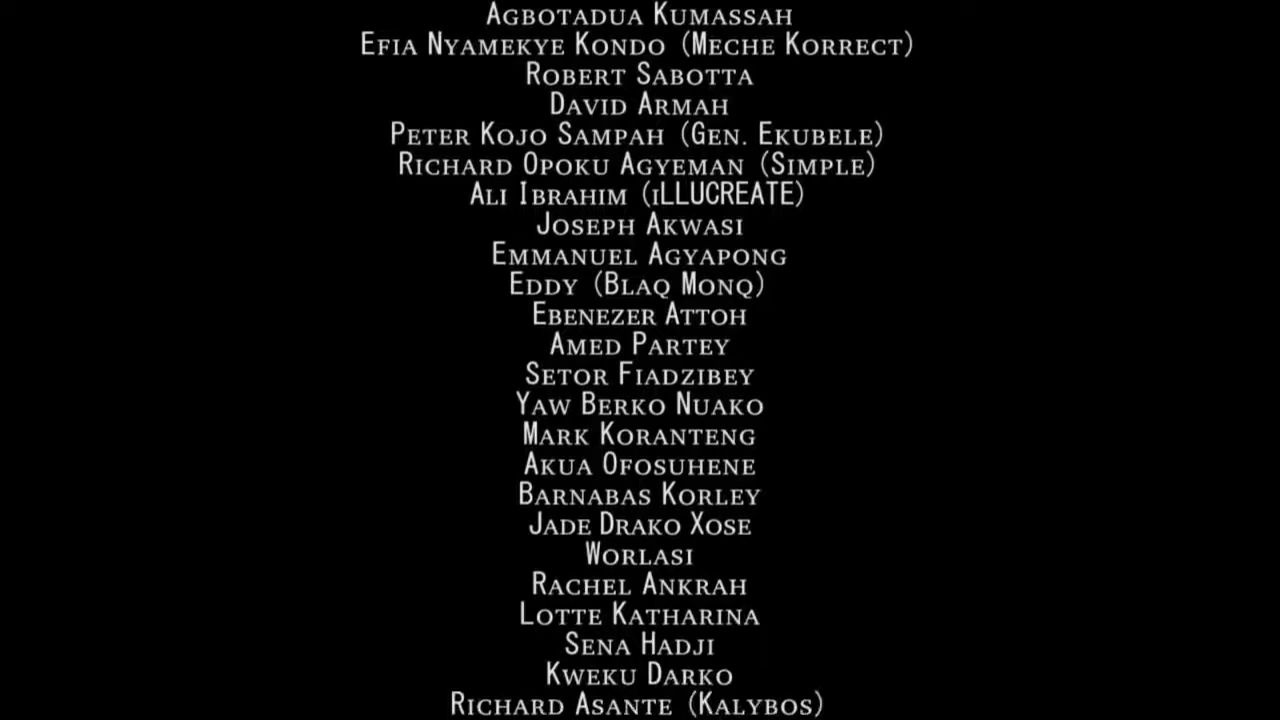 Agbotadua Kumassah
Efia Nyamekye Kondo (Meche Korrect)
Robert Sabotta
David Armah
Peter Kojo Sampah (Gen. Ekubele)
Richard Opoku Agyeman (Simple)
Ali Ibrahim (iLLUCREATE)
Joseph Akwasi
Emmanuel Agyapong
Eddy (Blaq Monq)
Ebenezer Attoh
Amed Partey
Setor Fiadzibey
Yaw Berko Nuako
Mark Koranteng
Akua Ofosuhene
Barnabas Korley
Jade Drako Xose
Worlasi
Rachel Ankrah
Lotte Katharina
Sena Hadji
Kweku Darko
Richard Asante (Kalybos)